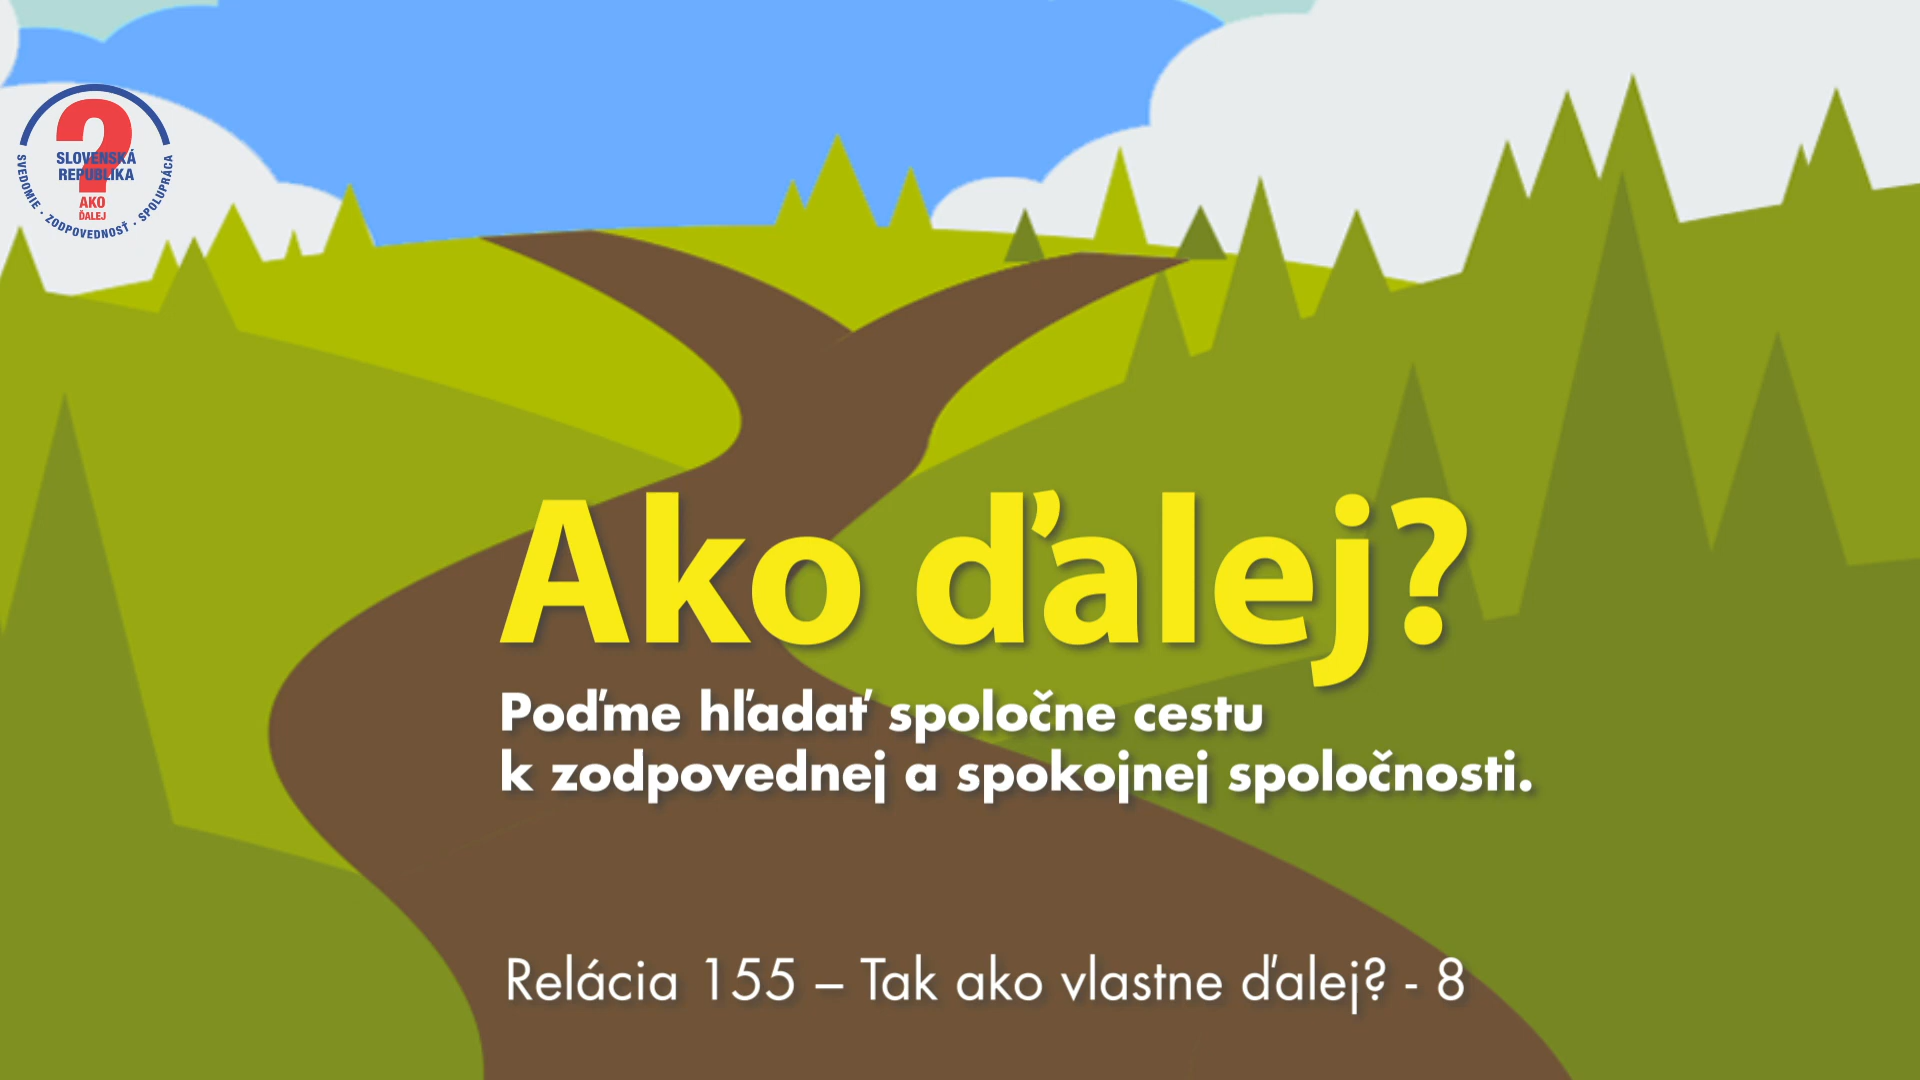 SLOVENSKÁ
REPUBLIKA
AKO
ĎALEJ
SVEDOMIE · ZODPOVEDNOSŤ · SPOLUPRÁCA
Ako ďalej?
Poďme hľadať spoločne cestu
k zodpovednej a spokojnej spoločnosti.
Relácia 155 – Tak ako vlastne ďalej? - 8